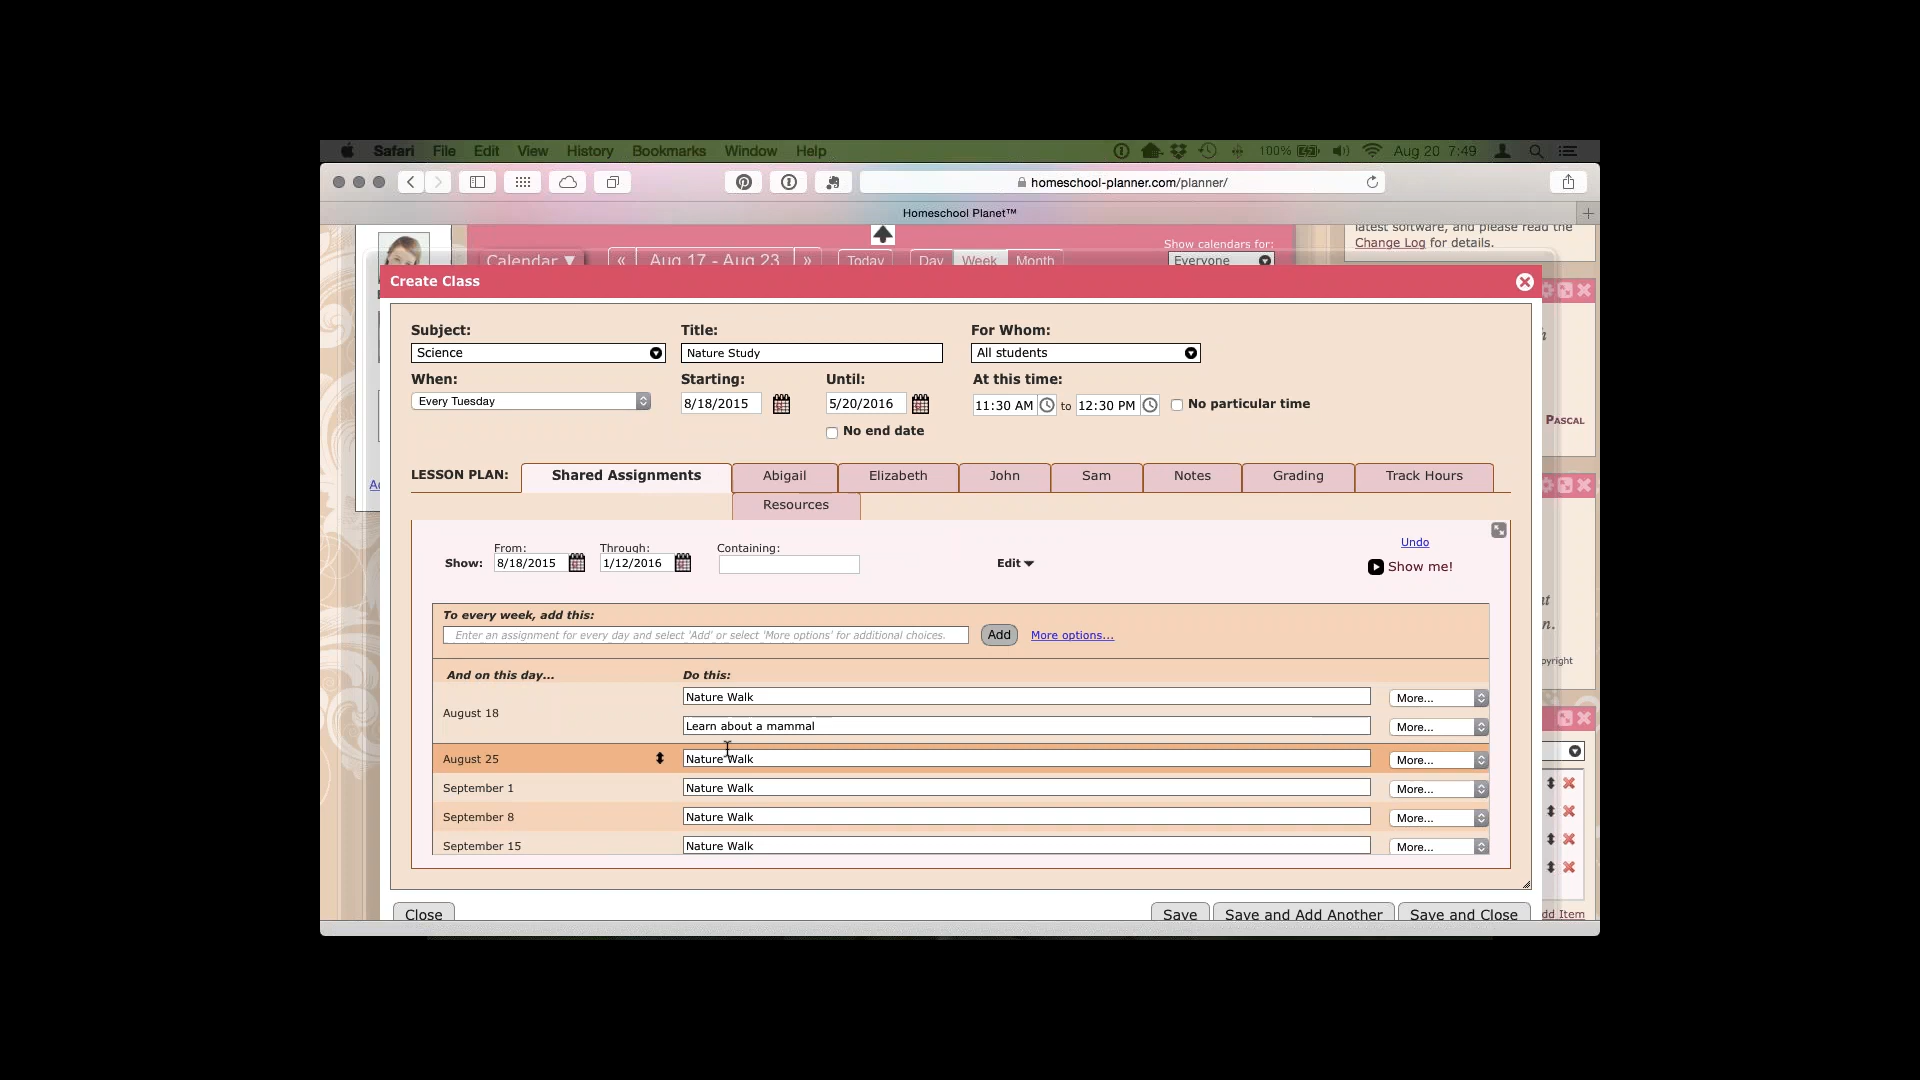 Safari File Edit View History Bookmarks Window Help 100% Aug 20 7:49
homeschool-planner.com/planner/
Homeschool Planet™
latest software, and please read the
Change Log for details.
Show calendars for:
Calendar ▼ « Aug 17 - Aug 23 » Today Day Week Month Everyone
Create Class
Subject: Title: For Whom:
Science Nature Study All students
When: Starting: Until: At this time:
Every Tuesday 8/18/2015 5/20/2016 11:30 AM to 12:30 PM No particular time
No end date
PASCAL
LESSON PLAN: Shared Assignments Abigail Elizabeth John Sam Notes Grading Track Hours
Resources
Undo
From: Through: Containing:
Show: 8/18/2015 1/12/2016 Edit Show me!
To every week, add this:
Enter an assignment for every day and select 'Add' or select 'More options' for additional choices. Add More options...
And on this day... Do this:
Nature Walk More...
August 18
Learn about a mammal More...
August 25 Nature Walk More...
September 1 Nature Walk More...
September 8 Nature Walk More...
September 15 Nature Walk More...
Close Save Save and Add Another Save and Close